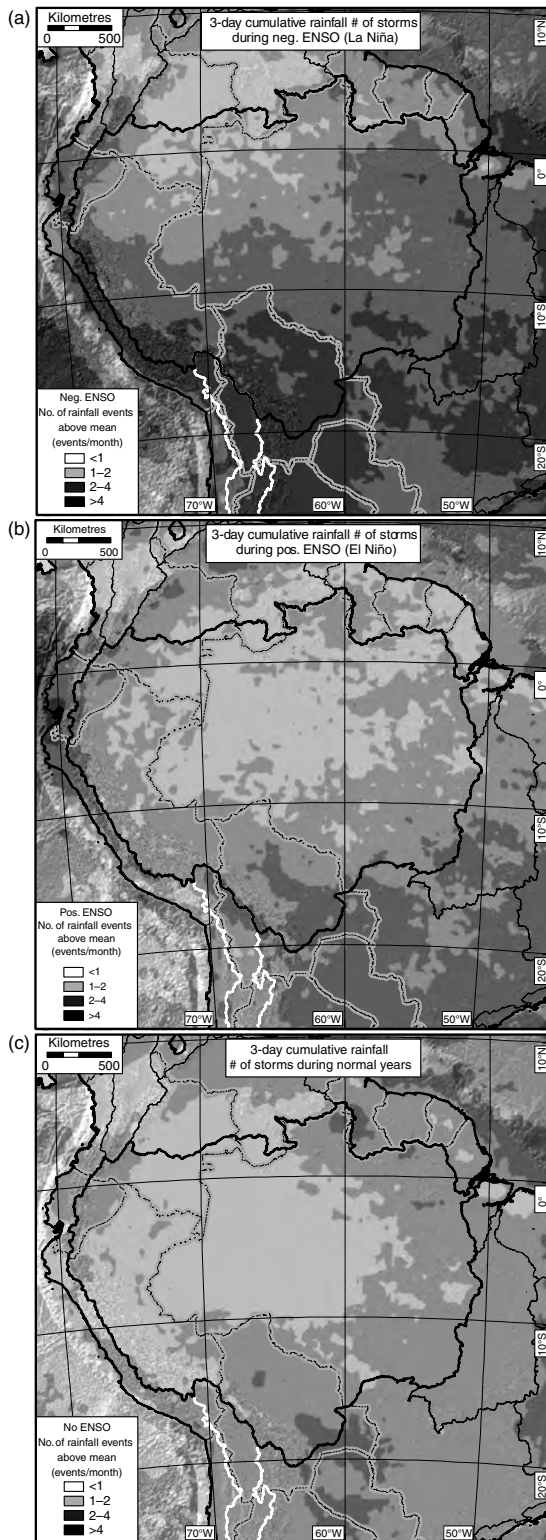 (a)
Kilometres
0 500
3-day cumulative rainfall # of storms
during neg. ENSO (La Niña)
10°N
0°
10°S
20°S
Neg. ENSO
No. of rainfall events
above mean
(events/month)
<1
1–2
2–4
>4
70°W
60°W
50°W
(b)
Kilometres
0 500
3-day cumulative rainfall # of storms
during pos. ENSO (El Niño)
10°N
0°
10°S
20°S
Pos. ENSO
No. of rainfall events
above mean
(events/month)
<1
1–2
2–4
>4
70°W
60°W
50°W
(c)
Kilometres
0 500
3-day cumulative rainfall
# of storms during normal years
10°N
0°
10°S
20°S
No ENSO
No. of rainfall events
above mean
(events/month)
<1
1–2
2–4
>4
70°W
60°W
50°W